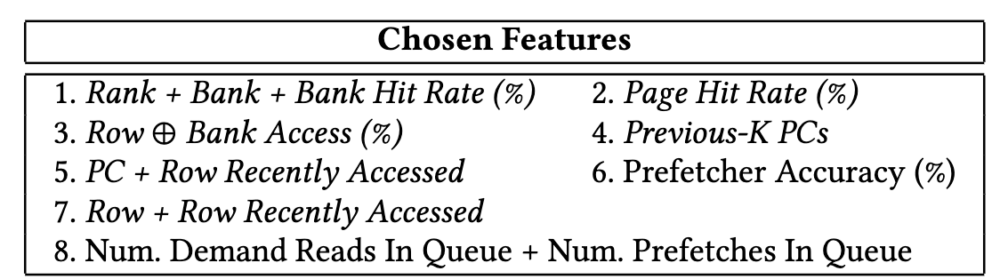 Chosen Features
1. Rank + Bank + Bank Hit Rate (%) 2. Page Hit Rate (%)
3. Row ⊕ Bank Access (%) 4. Previous-K PCs
5. PC + Row Recently Accessed 6. Prefetcher Accuracy (%)
7. Row + Row Recently Accessed
8. Num. Demand Reads In Queue + Num. Prefetches In Queue